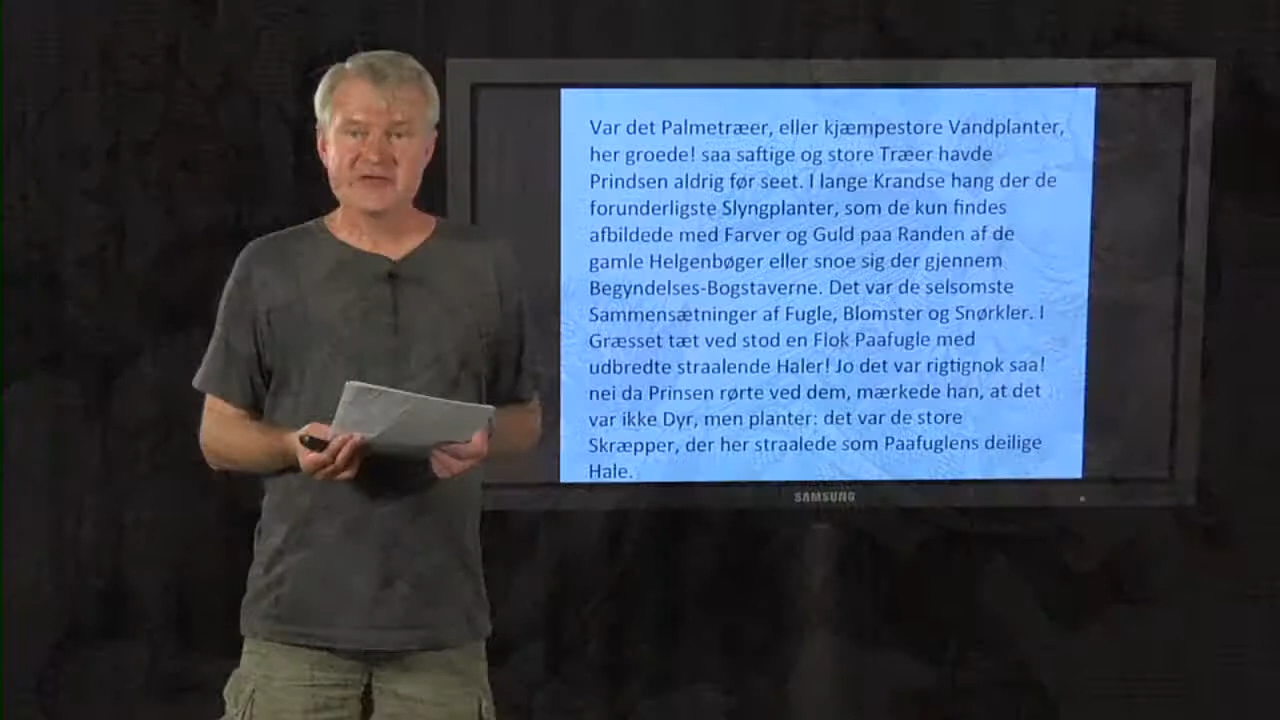 Var det Palmetræer, eller kjæmpestore Vandplanter,
her groede! saa saftige og store Træer havde
Prindsen aldrig før seet. I lange Krandse hang der de
forunderligste Slyngplanter, som de kun findes
afbildede med Farver og Guld paa Randen af de
gamle Helgenbøger eller snoe sig der gjennem
Begyndelses-Bogstaverne. Det var de selsomste
Sammensætninger af Fugle, Blomster og Snørkler. I
Græsset tæt ved stod en Flok Paafugle med
udbredte straalende Haler! Jo det var rigtignok saa!
nei da Prinsen rørte ved dem, mærkede han, at det
var ikke Dyr, men planter: det var de store
Skræpper, der her straalede som Paafuglens deilige
Hale.
SAMSUNG